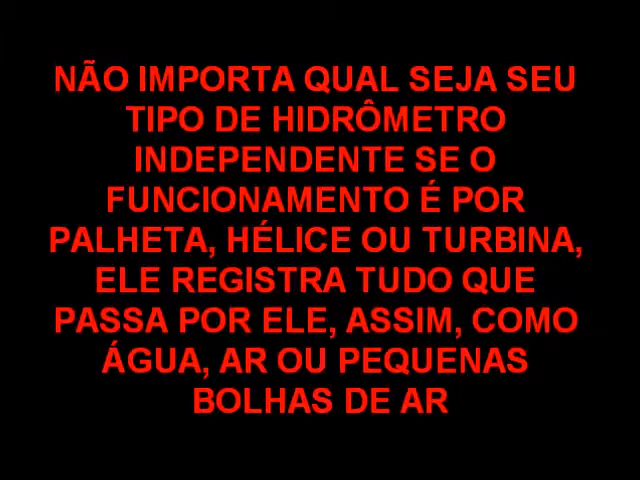 NÃO IMPORTA QUAL SEJA SEU
TIPO DE HIDRÔMETRO
INDEPENDENTE SE O
FUNCIONAMENTO É POR
PALHETA, HÉLICE OU TURBINA,
ELE REGISTRA TUDO QUE
PASSA POR ELE, ASSIM, COMO
ÁGUA, AR OU PEQUENAS
BOLHAS DE AR